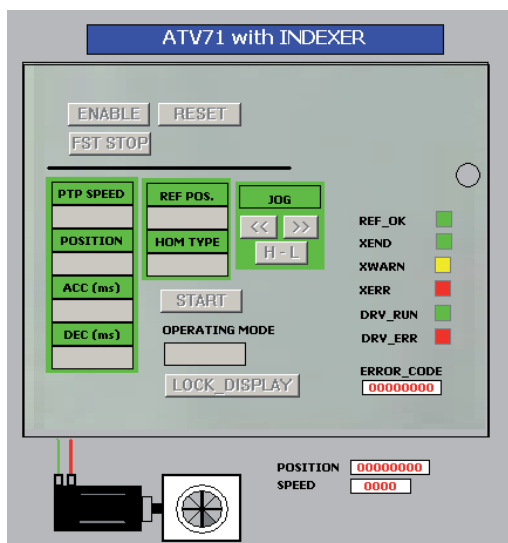 ATV71 with INDEXER
ENABLE RESET
FST STOP
PTP SPEED REF POS. JOG
<< >>
REF_OK
POSITION HOM TYPE H - L
XEND
XWARN
ACC (ms)
XERR
START
DRV_RUN
DEC (ms) OPERATING MODE
DRV_ERR
ERROR_CODE
LOCK_DISPLAY 00000000
POSITION 00000000
SPEED 0000